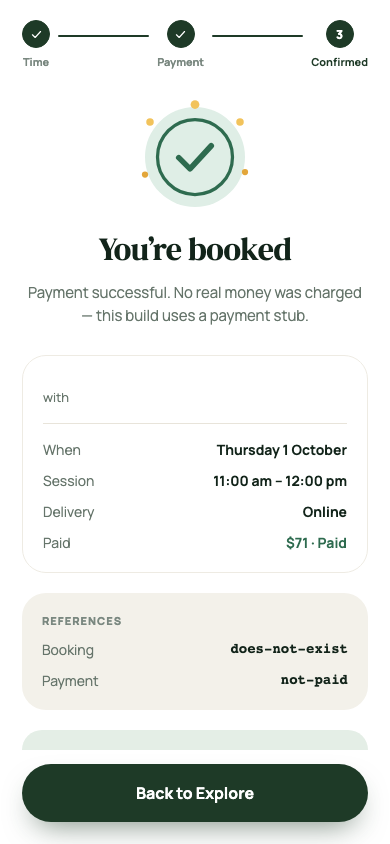 Time
Payment
3
Confirmed
You're booked
Payment successful. No real money was charged
— this build uses a payment stub.
with
When Thursday 1 October
Session 11:00 am – 12:00 pm
Delivery Online
Paid $71 · Paid
REFERENCES
Booking does-not-exist
Payment not-paid
Back to Explore